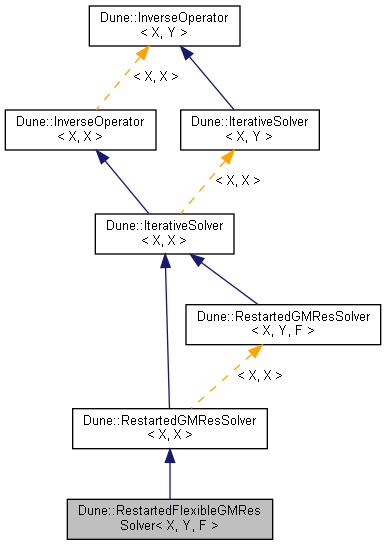 Dune::InverseOperator
< X, Y >
< X, X >
Dune::InverseOperator
< X, X >
Dune::IterativeSolver
< X, Y >
< X, X >
Dune::IterativeSolver
< X, X >
Dune::RestartedGMResSolver
< X, Y, F >
< X, X >
Dune::RestartedGMResSolver
< X, X >
Dune::RestartedFlexibleGMRes
Solver< X, Y, F >